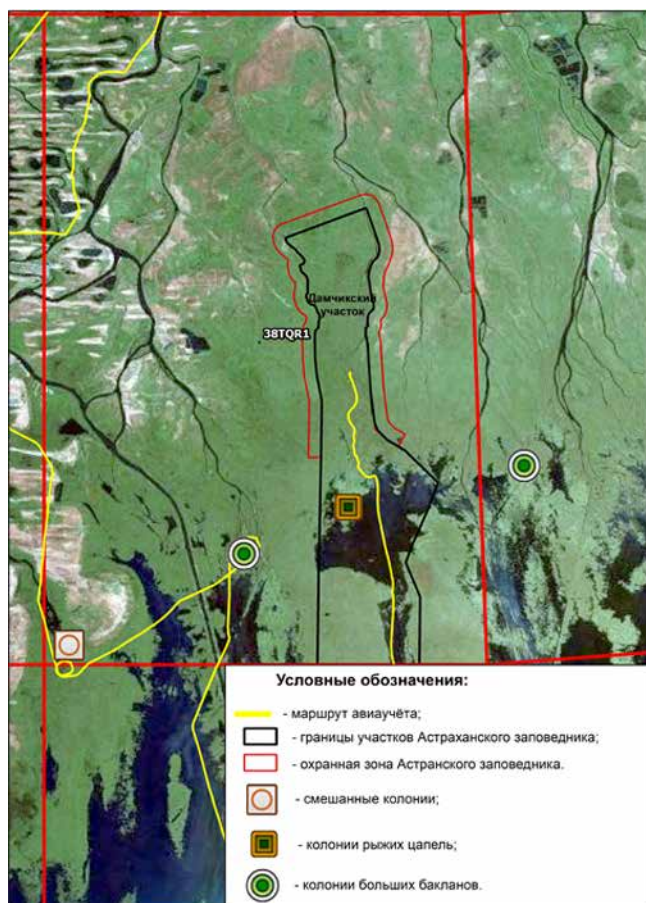 Дамчикский
участок
38TQR1
Условные обозначения:
- маршрут авиаучёта;
- границы участков Астраханского заповедника;
- охранная зона Астранского заповедника.
- смешанные колонии;
- колонии рыжих цапель;
- колонии больших бакланов.